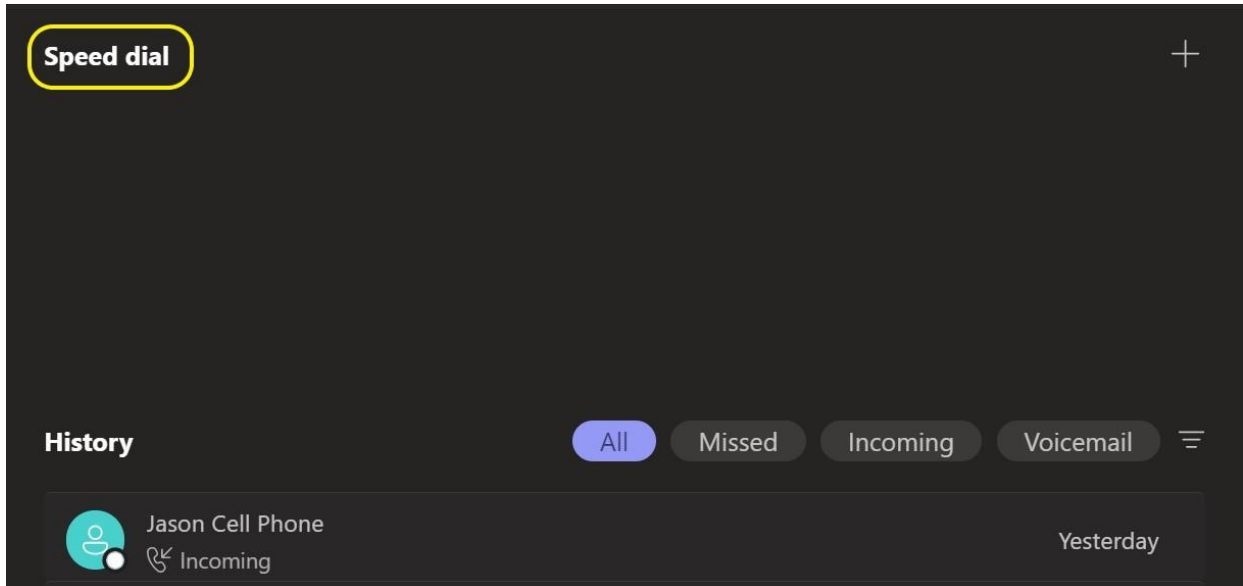 Speed dial
History All Missed Incoming Voicemail
Jason Cell Phone
Incoming
Yesterday